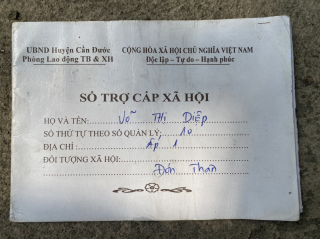 UBND Huyện Cần Đước
Phòng Lao động TB & XH
CỘNG HÒA XÃ HỘI CHỦ NGHĨA VIỆT NAM
Độc lập – Tự do – Hạnh phúc
SỔ TRỢ CẤP XÃ HỘI
HỌ VÀ TÊN: Võ Thị Diệp
SỐ THỨ TỰ THEO SỔ QUẢN LÝ: 10
ĐỊA CHỈ : Ấp 1
ĐỐI TƯỢNG XÃ HỘI:
Đơn Thân